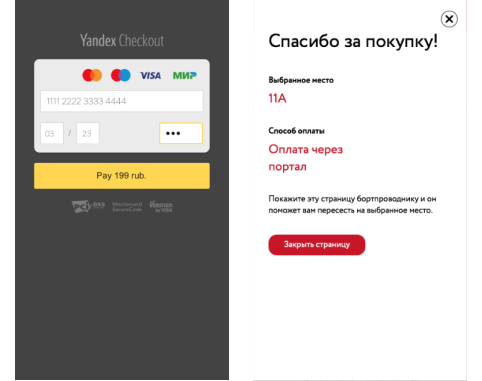 Yandex Checkout
VISA МИР
1111 2222 3333 4444
03 / 23 •••
Pay 199 rub.
PCI DSS Mastercard SecureCode Verified by VISA
Спасибо за покупку!
Выбранное место
11A
Способ оплаты
Оплата через
портал
Покажите эту страницу бортпроводнику и он
поможет вам пересесть на выбранное место.
Закрыть страницу